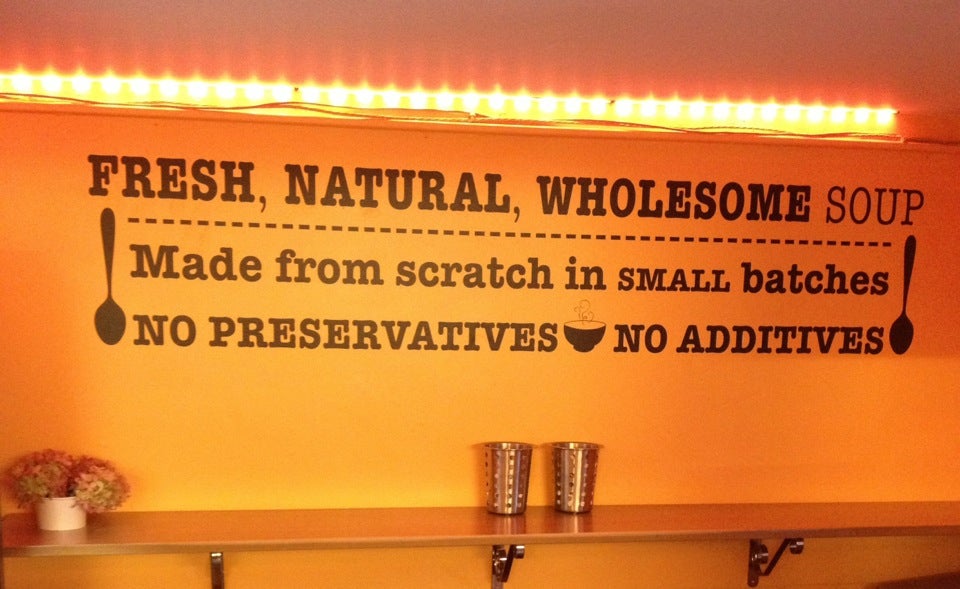 FRESH, NATURAL, WHOLESOME SOUP
Made from scratch in SMALL batches
NO PRESERVATIVES NO ADDITIVES